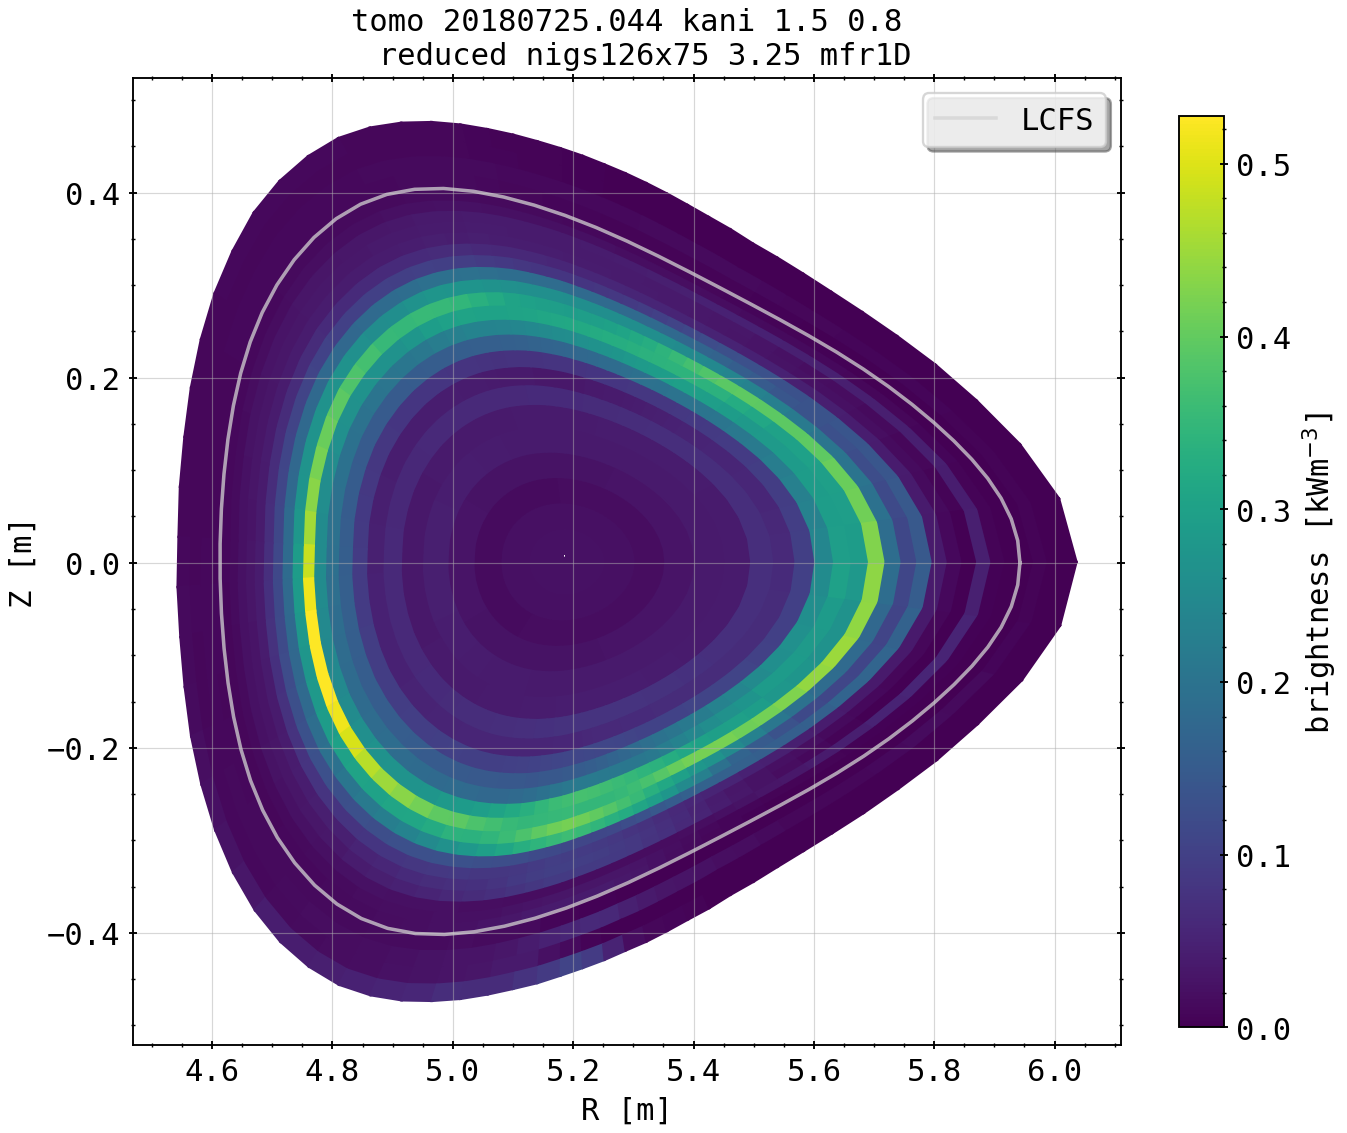 tomo 20180725.044 kani 1.5 0.8
reduced nigs126x75 3.25 mfr1D
LCFS
0.4
0.2
0.0
−0.2
−0.4
Z [m]
4.6 4.8 5.0 5.2 5.4 5.6 5.8 6.0
R [m]
0.5
0.4
0.3
0.2
0.1
0.0
brightness [kWm⁻³]